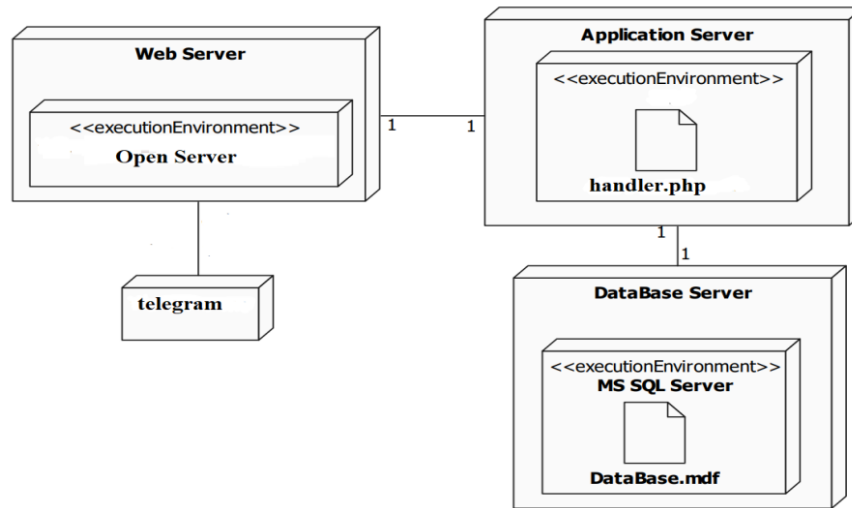 Web Server
<<executionEnvironment>>
Open Server
telegram
1
1
Application Server
<<executionEnvironment>>
handler.php
1
1
DataBase Server
<<executionEnvironment>>
MS SQL Server
DataBase.mdf